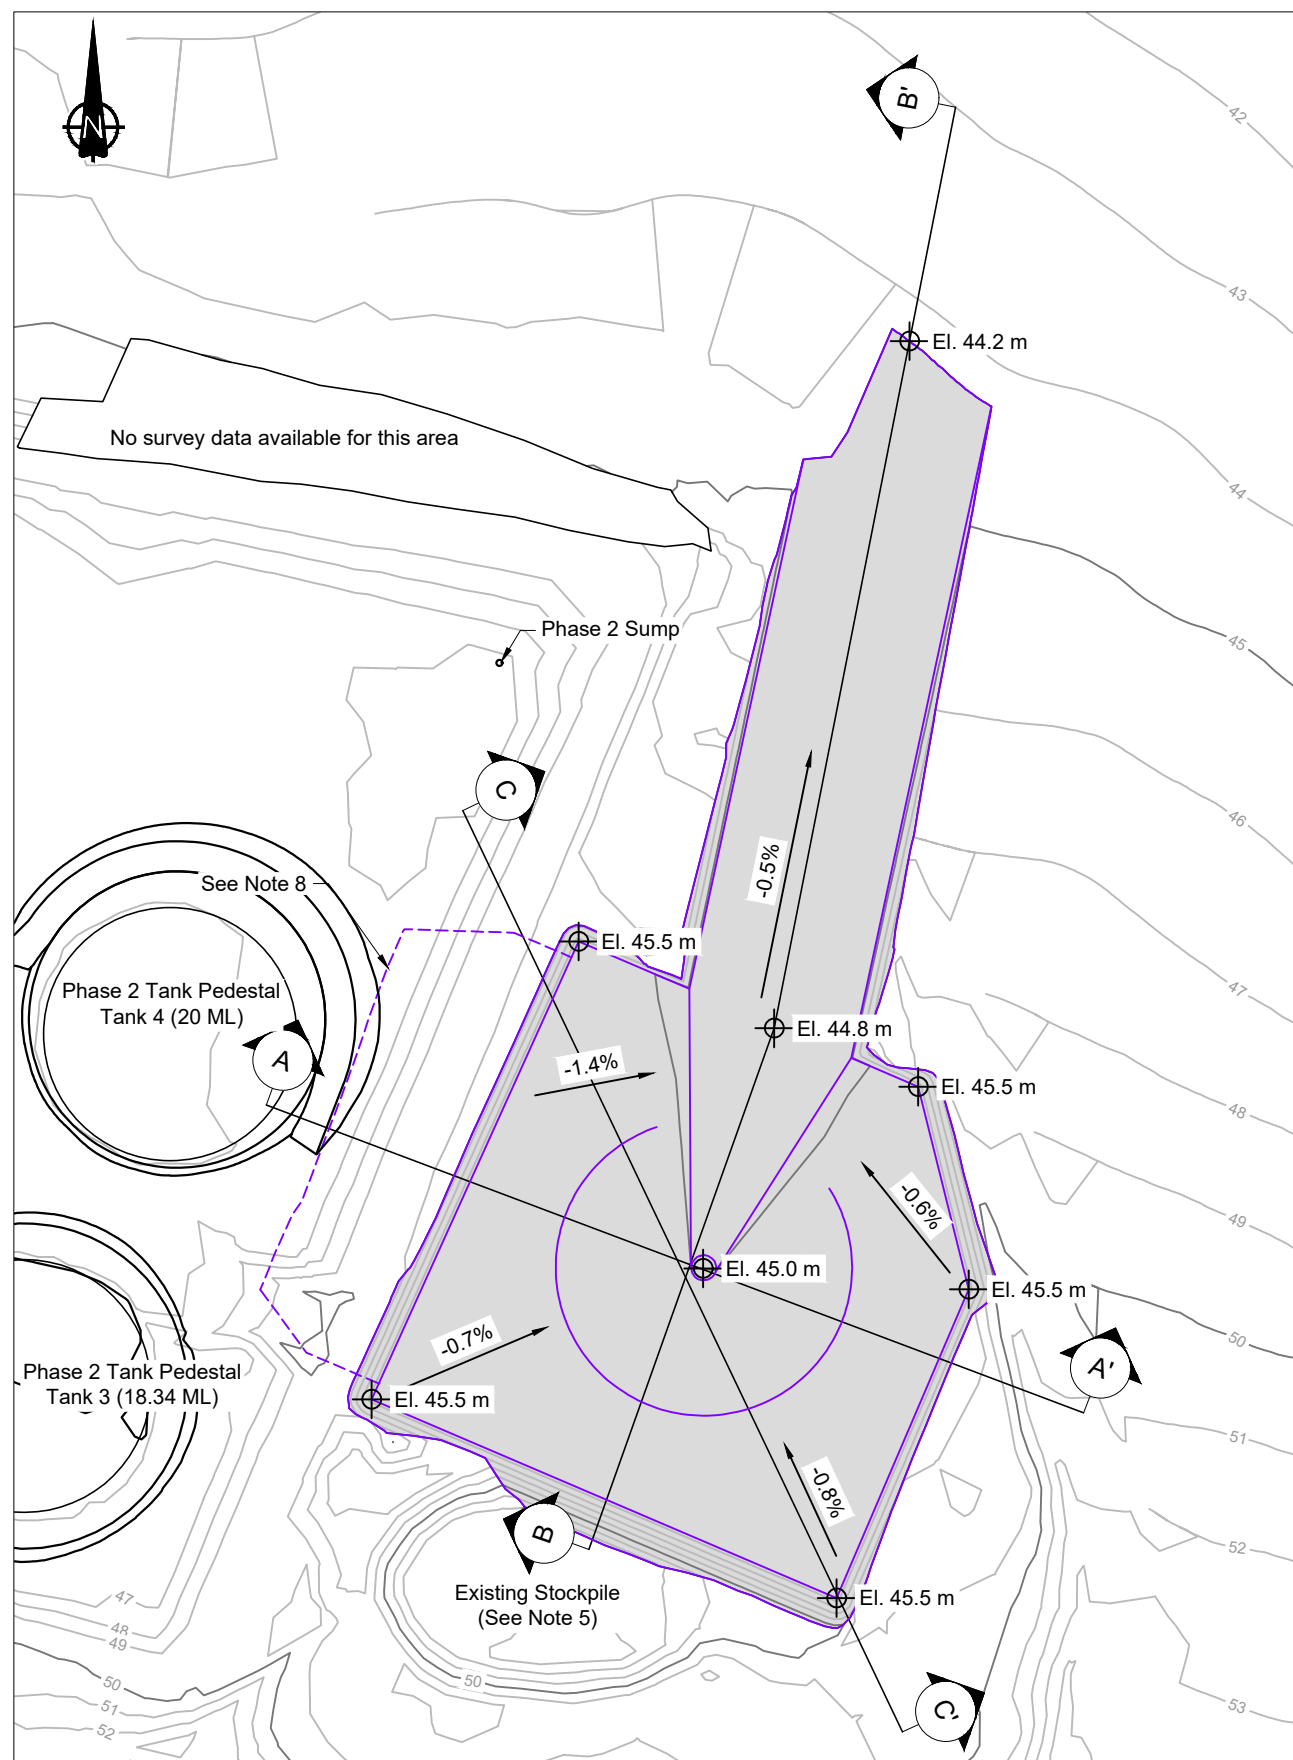 N
B'
42
43
El. 44.2 m
No survey data available for this area
44
45
Phase 2 Sump
C
46
-0.5%
See Note 8
El. 45.5 m
47
Phase 2 Tank Pedestal
Tank 4 (20 ML)
El. 44.8 m
A
-1.4%
El. 45.5 m
48
-0.6%
49
El. 45.0 m
El. 45.5 m
-0.7%
50
Phase 2 Tank Pedestal
Tank 3 (18.34 ML)
A'
El. 45.5 m
51
-0.8%
B
52
Existing Stockpile
(See Note 5)
El. 45.5 m
47
48
49
50
50
51
52
C'
53